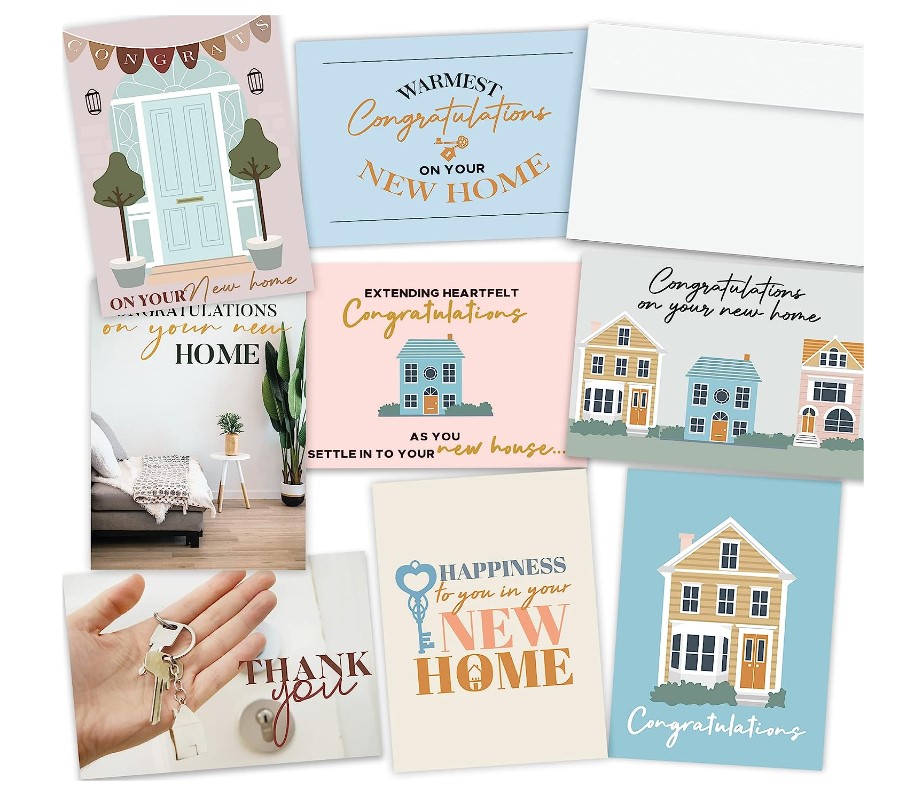 CONGRATS
ON YOUR New home
WARMEST
Congratulations
ON YOUR
NEW HOME
CONGRATULATIONS
on your new
HOME
EXTENDING HEARTFELT
Congratulations
AS YOU
SETTLE IN TO YOUR new house...
Congratulations
on your new home
THANK
you
HAPPINESS
to you in your
NEW
HOME
Congratulations